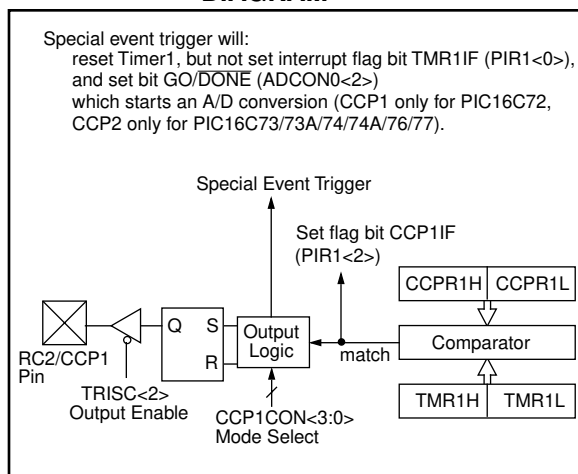 Special event trigger will:
reset Timer1, but not set interrupt flag bit TMR1IF (PIR1<0>),
and set bit GO/DONE (ADCON0<2>)
which starts an A/D conversion (CCP1 only for PIC16C72,
CCP2 only for PIC16C73/73A/74/74A/76/77).
Special Event Trigger
Set flag bit CCP1IF
(PIR1<2>)
CCPR1H CCPR1L
Q S
R
Output
Logic
match
Comparator
RC2/CCP1
Pin
TRISC<2>
Output Enable
CCP1CON<3:0>
Mode Select
TMR1H TMR1L